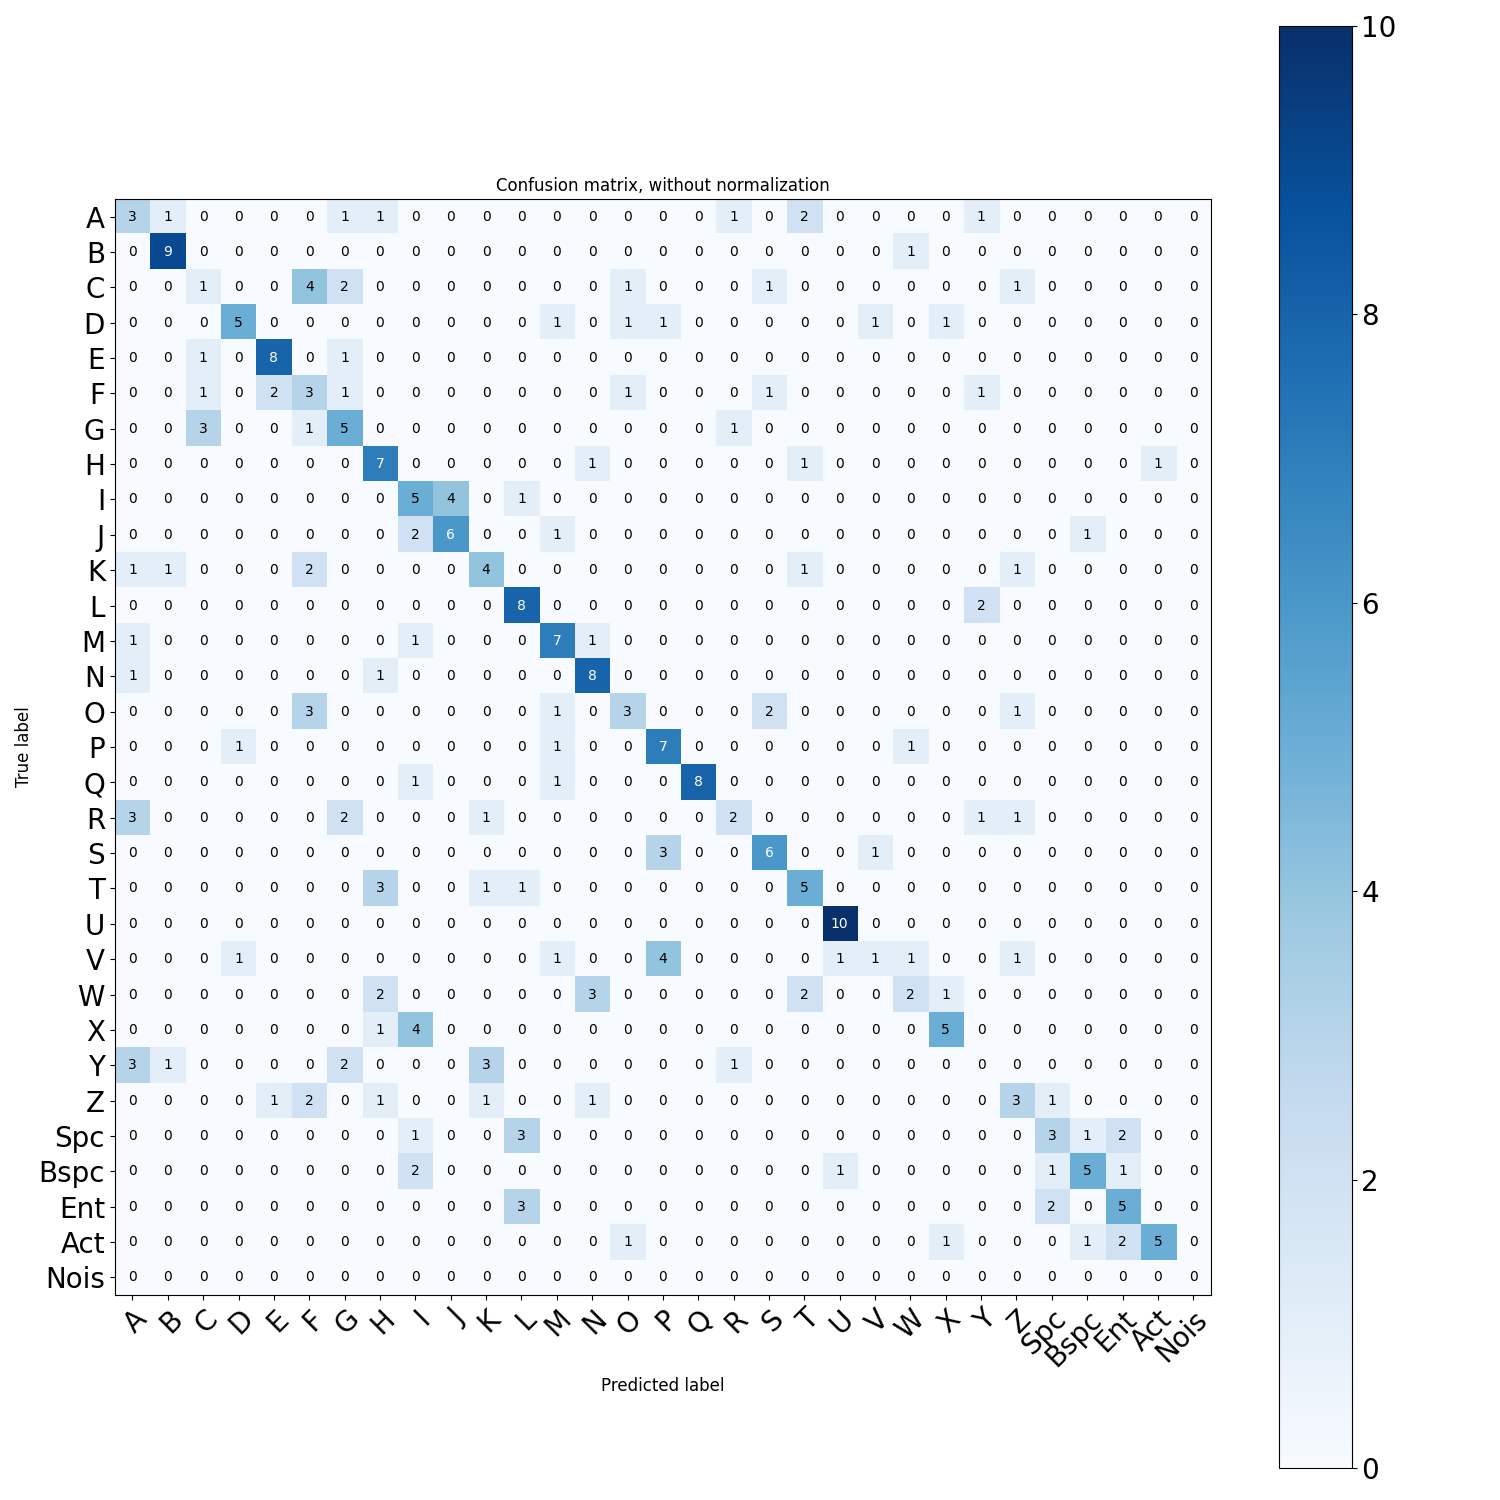 Confusion matrix, without normalization
A 3 1 0 0 0 0 1 1 0 0 0 0 0 0 0 0 0 1 0 2 0 0 0 0 1 0 0 0 0 0 0
B 0 9 0 0 0 0 0 0 0 0 0 0 0 0 0 0 0 0 0 0 0 0 1 0 0 0 0 0 0 0 0
C 0 0 1 0 0 4 2 0 0 0 0 0 0 0 1 0 0 0 1 0 0 0 0 0 0 1 0 0 0 0 0
D 0 0 0 5 0 0 0 0 0 0 0 0 1 0 1 1 0 0 0 0 0 1 0 1 0 0 0 0 0 0 0
E 0 0 1 0 8 0 1 0 0 0 0 0 0 0 0 0 0 0 0 0 0 0 0 0 0 0 0 0 0 0 0
F 0 0 1 0 2 3 1 0 0 0 0 0 0 0 1 0 0 0 1 0 0 0 0 0 1 0 0 0 0 0 0
G 0 0 3 0 0 1 5 0 0 0 0 0 0 0 0 0 0 1 0 0 0 0 0 0 0 0 0 0 0 0 0
H 0 0 0 0 0 0 0 7 0 0 0 0 0 1 0 0 0 0 0 1 0 0 0 0 0 0 0 0 0 1 0
I 0 0 0 0 0 0 0 0 5 4 0 1 0 0 0 0 0 0 0 0 0 0 0 0 0 0 0 0 0 0 0
J 0 0 0 0 0 0 0 0 2 6 0 0 1 0 0 0 0 0 0 0 0 0 0 0 0 0 0 1 0 0 0
K 1 1 0 0 0 2 0 0 0 0 4 0 0 0 0 0 0 0 0 1 0 0 0 0 0 1 0 0 0 0 0
L 0 0 0 0 0 0 0 0 0 0 0 8 0 0 0 0 0 0 0 0 0 0 0 0 2 0 0 0 0 0 0
M 1 0 0 0 0 0 0 0 1 0 0 0 7 1 0 0 0 0 0 0 0 0 0 0 0 0 0 0 0 0 0
N 1 0 0 0 0 0 0 1 0 0 0 0 0 8 0 0 0 0 0 0 0 0 0 0 0 0 0 0 0 0 0
O 0 0 0 0 0 3 0 0 0 0 0 0 1 0 3 0 0 0 2 0 0 0 0 0 0 1 0 0 0 0 0
P 0 0 0 1 0 0 0 0 0 0 0 0 1 0 0 7 0 0 0 0 0 0 1 0 0 0 0 0 0 0 0
Q 0 0 0 0 0 0 0 0 1 0 0 0 1 0 0 0 8 0 0 0 0 0 0 0 0 0 0 0 0 0 0
R 3 0 0 0 0 0 2 0 0 0 1 0 0 0 0 0 0 2 0 0 0 0 0 0 1 1 0 0 0 0 0
S 0 0 0 0 0 0 0 0 0 0 0 0 0 0 0 3 0 0 6 0 0 1 0 0 0 0 0 0 0 0 0
T 0 0 0 0 0 0 0 3 0 0 1 1 0 0 0 0 0 0 0 5 0 0 0 0 0 0 0 0 0 0 0
U 0 0 0 0 0 0 0 0 0 0 0 0 0 0 0 0 0 0 0 0 10 0 0 0 0 0 0 0 0 0 0
V 0 0 0 1 0 0 0 0 0 0 0 0 1 0 0 4 0 0 0 0 1 1 1 0 0 1 0 0 0 0 0
W 0 0 0 0 0 0 0 2 0 0 0 0 0 3 0 0 0 0 0 2 0 0 2 1 0 0 0 0 0 0 0
X 0 0 0 0 0 0 0 1 4 0 0 0 0 0 0 0 0 0 0 0 0 0 0 5 0 0 0 0 0 0 0
Y 3 1 0 0 0 0 2 0 0 0 3 0 0 0 0 0 0 1 0 0 0 0 0 0 0 0 0 0 0 0 0
Z 0 0 0 0 1 2 0 1 0 0 1 0 0 1 0 0 0 0 0 0 0 0 0 0 0 3 1 0 0 0 0
Spc 0 0 0 0 0 0 0 0 1 0 0 3 0 0 0 0 0 0 0 0 0 0 0 0 0 0 3 1 2 0 0
Bspc 0 0 0 0 0 0 0 0 2 0 0 0 0 0 0 0 0 0 0 0 1 0 0 0 0 0 1 5 1 0 0
Ent 0 0 0 0 0 0 0 0 0 0 0 3 0 0 0 0 0 0 0 0 0 0 0 0 0 0 2 0 5 0 0
Act 0 0 0 0 0 0 0 0 0 0 0 0 0 0 1 0 0 0 0 0 0 0 0 1 0 0 0 1 2 5 0
Nois 0 0 0 0 0 0 0 0 0 0 0 0 0 0 0 0 0 0 0 0 0 0 0 0 0 0 0 0 0 0 0
A B C D E F G H I J K L M N O P Q R S T U V W X Y Z Spc Bspc Ent Act Nois
Predicted label
True label
10
8
6
4
2
0